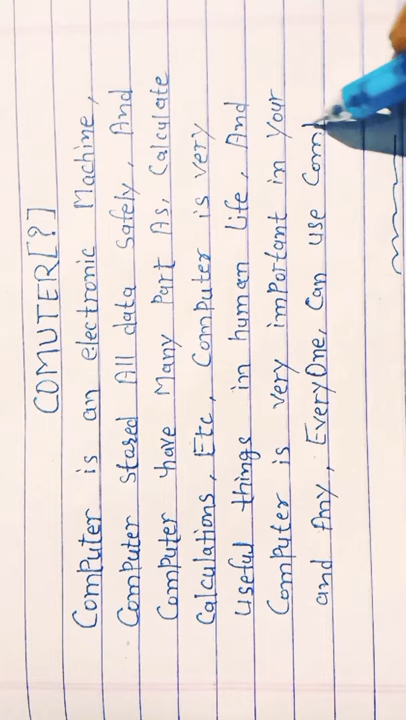 COMUTER[?]
Computer is an electronic Machine,
Computer stored All data Safely, And
Computer have Many Part As, Calculate
Calculations, Etc, Computer is very
Useful things in human Life, And
Computer is very important in Your
and Any, EveryOne, Can use Com